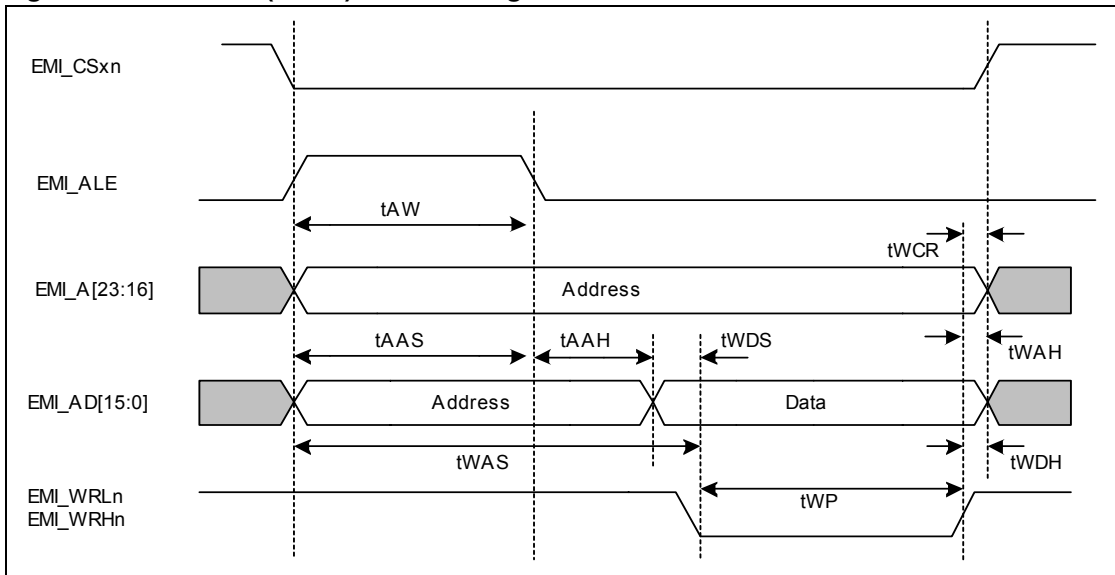 EMI_CSxn
EMI_ALE
tAW
tWCR
EMI_A[23:16]
Address
tAAS
tAAH
tWDS
tWAH
EMI_AD[15:0]
Address
Data
tWAS
tWDH
EMI_WRLn
EMI_WRHn
tWP